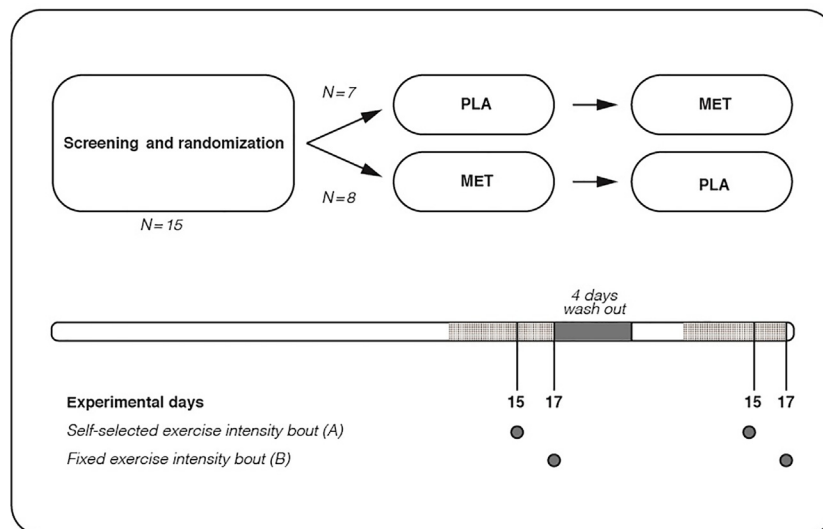 N=7
PLA
MET
Screening and randomization
MET
PLA
N=8
N=15
4 days
wash out
Experimental days
15
17
15
17
Self-selected exercise intensity bout (A)
Fixed exercise intensity bout (B)